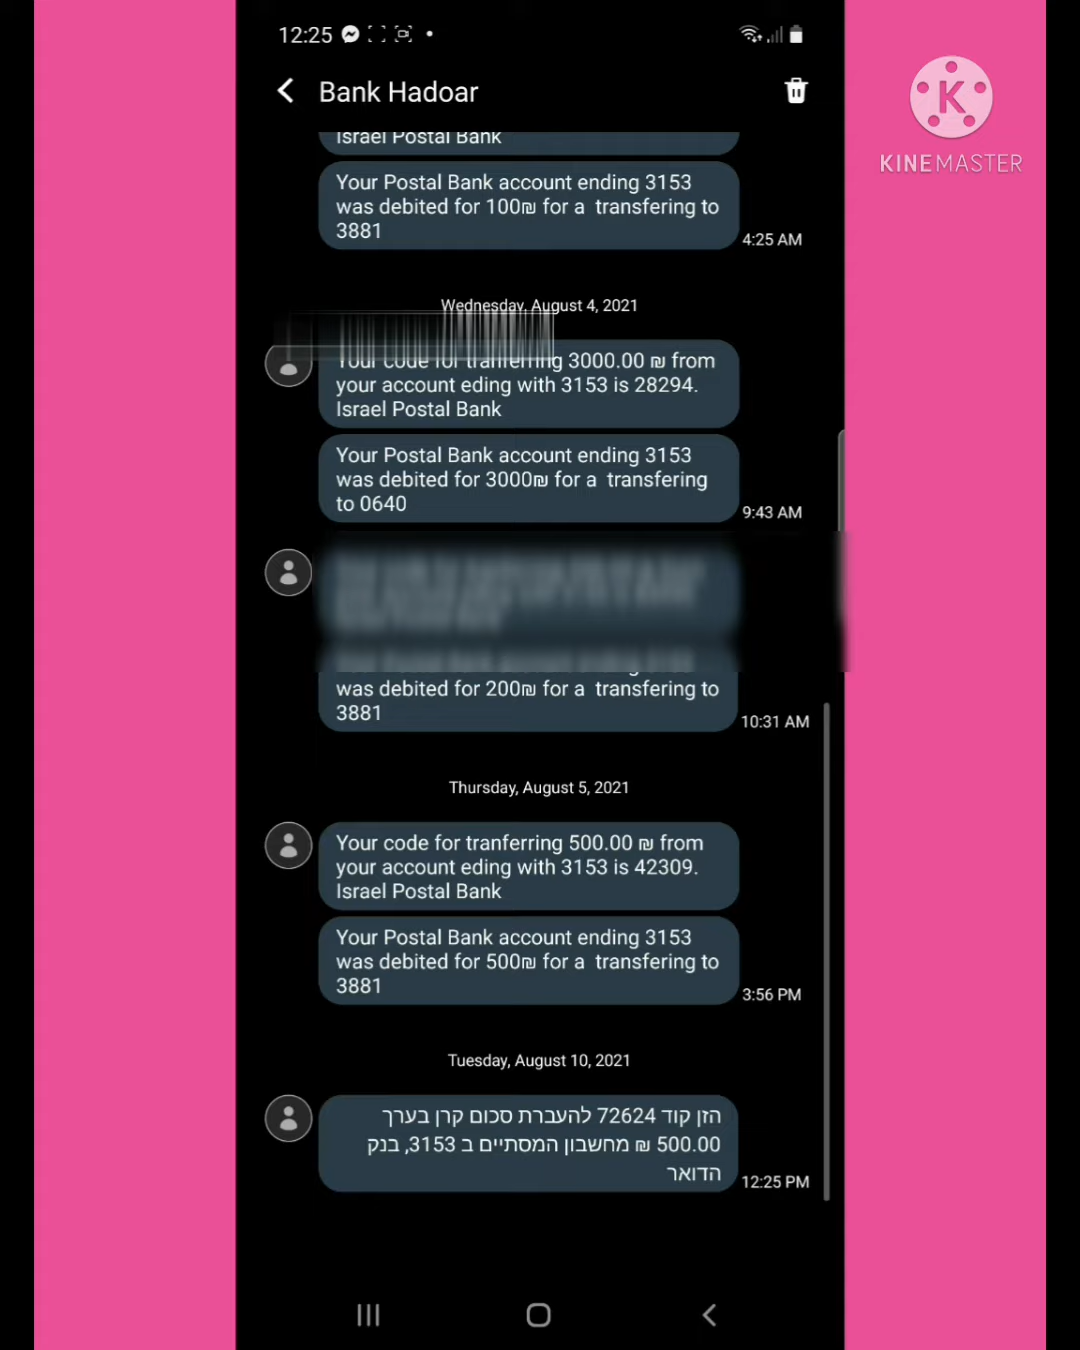 12:25
Bank Hadoar
KINEMASTER
Israel Postal Bank
Your Postal Bank account ending 3153
was debited for 100₪ for a transfering to
3881
4:25 AM
Wednesday, August 4, 2021
Your code for tranferring 3000.00 ₪ from
your account eding with 3153 is 28294.
Israel Postal Bank
Your Postal Bank account ending 3153
was debited for 3000₪ for a transfering
to 0640
9:43 AM
was debited for 200₪ for a transfering to
3881
10:31 AM
Thursday, August 5, 2021
Your code for tranferring 500.00 ₪ from
your account eding with 3153 is 42309.
Israel Postal Bank
Your Postal Bank account ending 3153
was debited for 500₪ for a transfering to
3881
3:56 PM
Tuesday, August 10, 2021
הזן קוד 72624 להעברת סכום קרן בערך
500.00 ₪ מחשבון המסתיים ב 3153, בנק
הדואר
12:25 PM